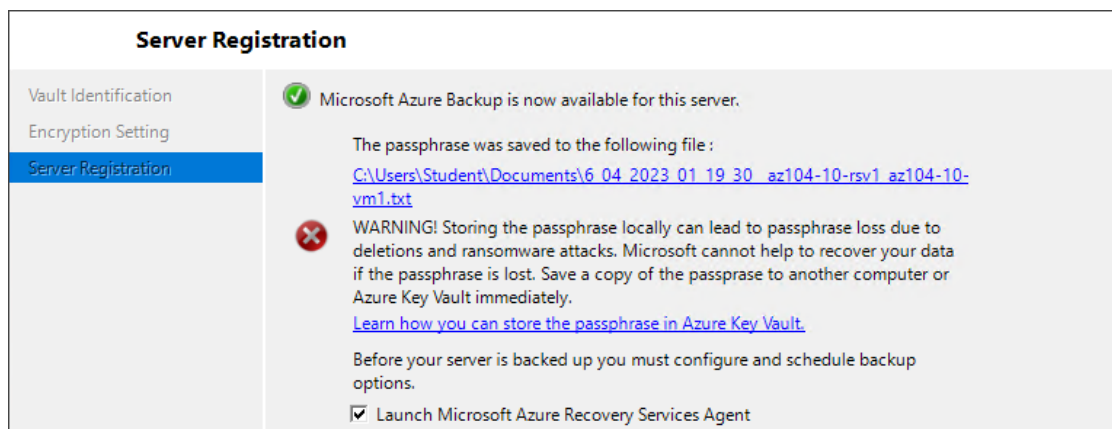 Server Registration
Vault Identification
Encryption Setting
Server Registration
Microsoft Azure Backup is now available for this server.
The passphrase was saved to the following file :
C:\Users\Student\Documents\6_04_2023_01_19_30__az104-10-rsv1_az104-10-
vm1.txt
WARNING! Storing the passphrase locally can lead to passphrase loss due to
deletions and ransomware attacks. Microsoft cannot help to recover your data
if the passphrase is lost. Save a copy of the passprase to another computer or
Azure Key Vault immediately.
Learn how you can store the passphrase in Azure Key Vault.
Before your server is backed up you must configure and schedule backup
options.
Launch Microsoft Azure Recovery Services Agent